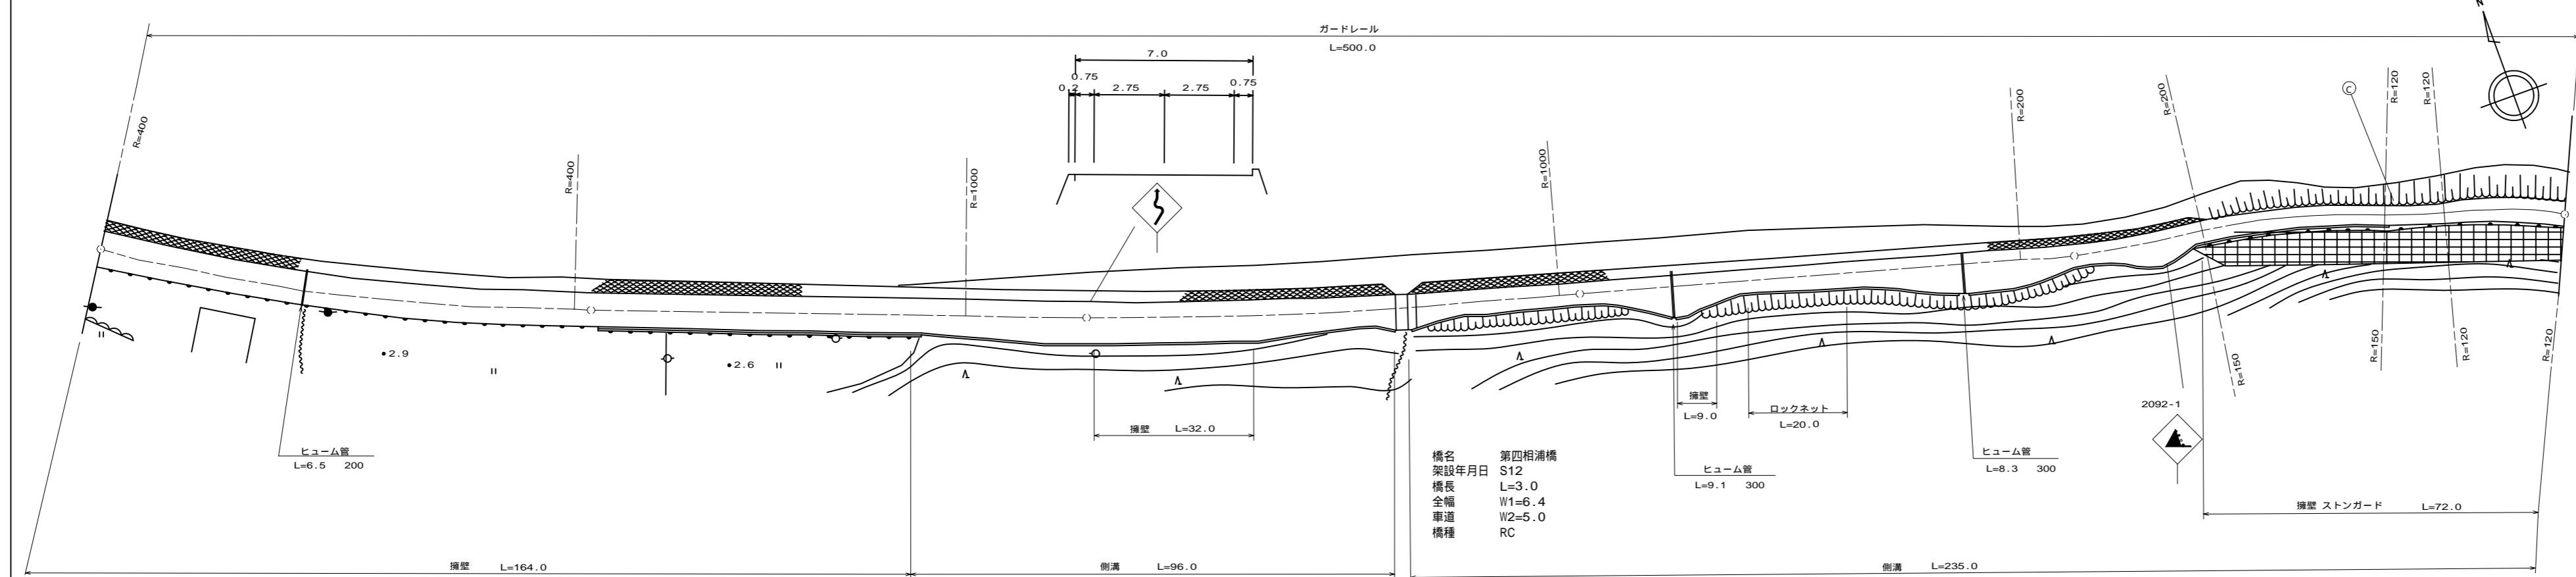 N
ガードレール
L=500.0
7.0
0.75
0.75
0.2
2.75
2.75
R=400
R=400
R=1000
R=1000
R=200
R=200
R=120
R=120
C
2.9
2.6
R=150
R=150
R=120
R=120
2092-1
擁壁
L=9.0
ロックネット
L=20.0
擁壁 L=32.0
ヒューム管
L=6.5 200
ヒューム管
L=9.1 300
ヒューム管
L=8.3 300
橋名 第四相浦橋
架設年月日 S12
橋長 L=3.0
全幅 W1=6.4
車道 W2=5.0
橋種 RC
擁壁 ストンガード L=72.0
擁壁 L=164.0
側溝 L=96.0
側溝 L=235.0